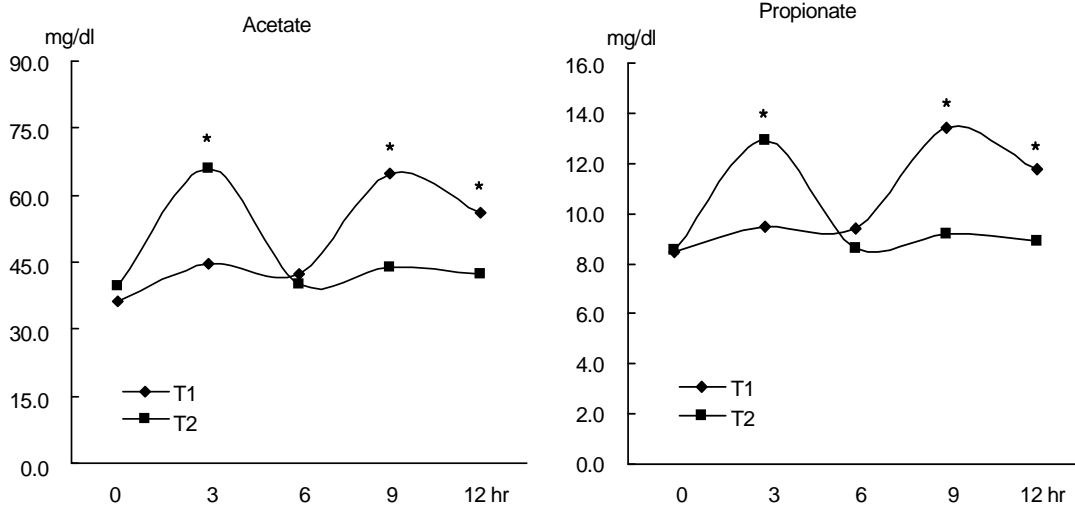 Acetate
mg/dl
90.0
75.0
60.0
45.0
30.0
15.0
0.0
*
*
*
T1
T2
0 3 6 9 12 hr
Propionate
mg/dl
16.0
14.0
12.0
10.0
8.0
6.0
4.0
2.0
0.0
*
*
*
T1
T2
0 3 6 9 12 hr